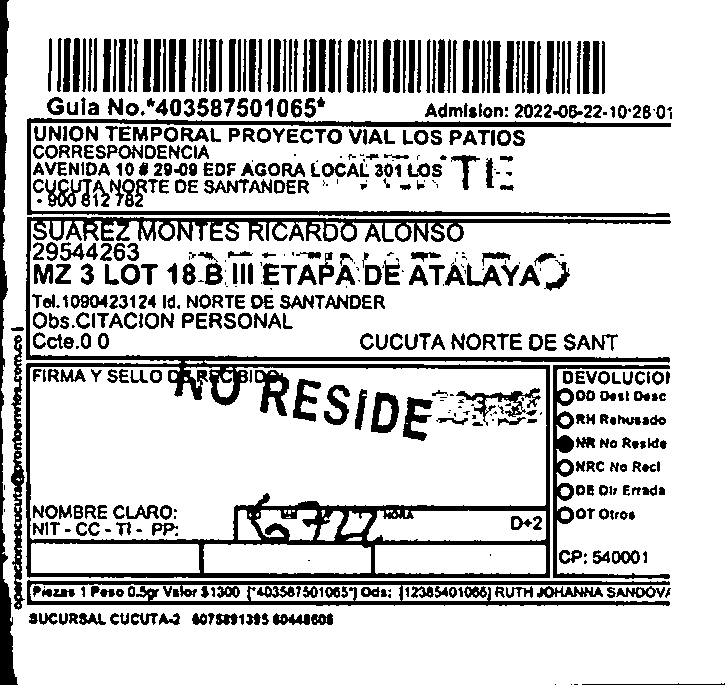 Guia No.*403587501065*
Admision: 2022-06-22-10:28:01
UNION TEMPORAL PROYECTO VIAL LOS PATIOS
CORRESPONDENCIA
AVENIDA 10 # 29-09 EDF AGORA LOCAL 301 LOS
CUCUTA NORTE DE SANTANDER
- 900 812 782
SUAREZ MONTES RICARDO ALONSO
29544263
MZ 3 LOT 18 B III ETAPA DE ATALAYA
Tel.1090423124 Id. NORTE DE SANTANDER
Obs.CITACION PERSONAL
Ccte.0 0 CUCUTA NORTE DE SANT
FIRMA Y SELLO DE RECIBIDO:
NO RESIDE
DEVOLUCION
DD Dest Desc
RH Rehusado
NR No Reside
NRC No Recl
DE Dir Errada
OT Otros
NOMBRE CLARO:
NIT - CC - TI - PP:
HORA
6 7 22
D+2
CP: 540001
Piezas 1 Peso 0.5gr Valor $1300 [*403587501065*] Ods: [12385401066] RUTH JOHANNA SANDOVA
SUCURSAL CUCUTA-2 6075891395 60448606
operacionescucuta@prontoenvios.com.co